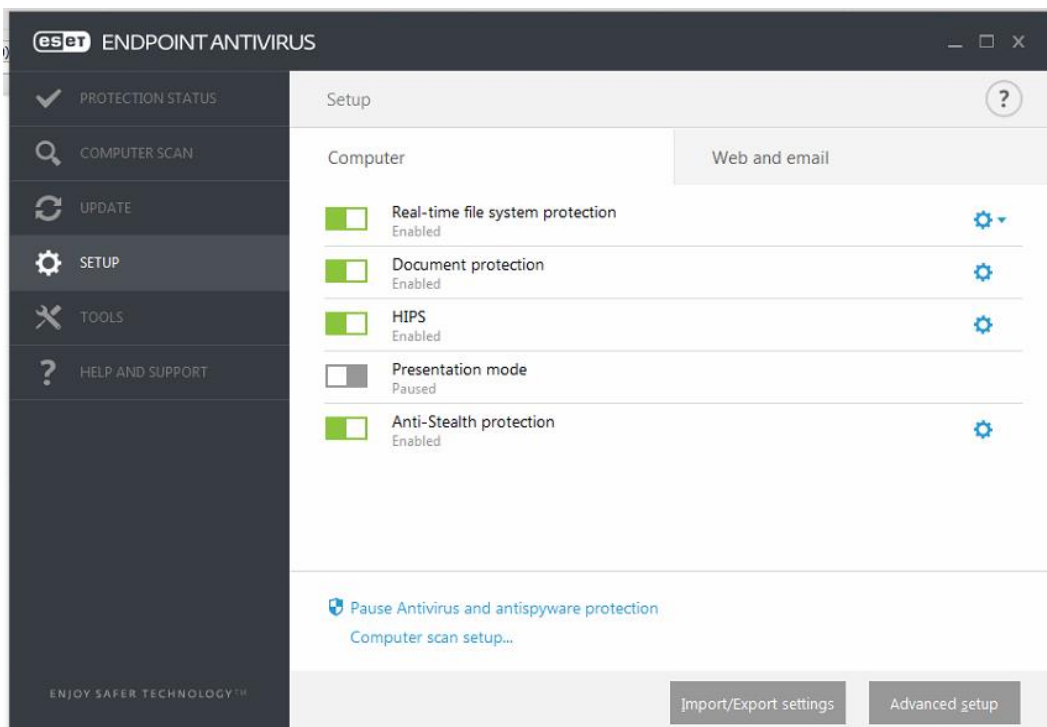 eset ENDPOINT ANTIVIRUS
PROTECTION STATUS
COMPUTER SCAN
UPDATE
SETUP
TOOLS
HELP AND SUPPORT
ENJOY SAFER TECHNOLOGY™
Setup
?
Computer
Web and email
Real-time file system protection
Enabled
Document protection
Enabled
HIPS
Enabled
Presentation mode
Paused
Anti-Stealth protection
Enabled
Pause Antivirus and antispyware protection
Computer scan setup...
Import/Export settings
Advanced setup